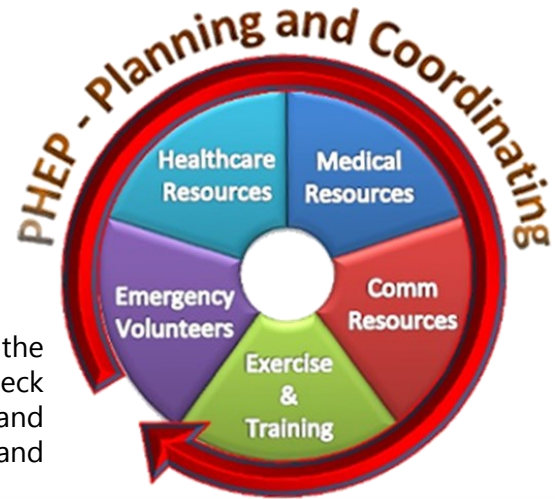 PHEP - Planning and Coordinating
Healthcare
Resources
Medical
Resources
Comm
Resources
Exercise
&
Training
Emergency
Volunteers
the
eck
and
and